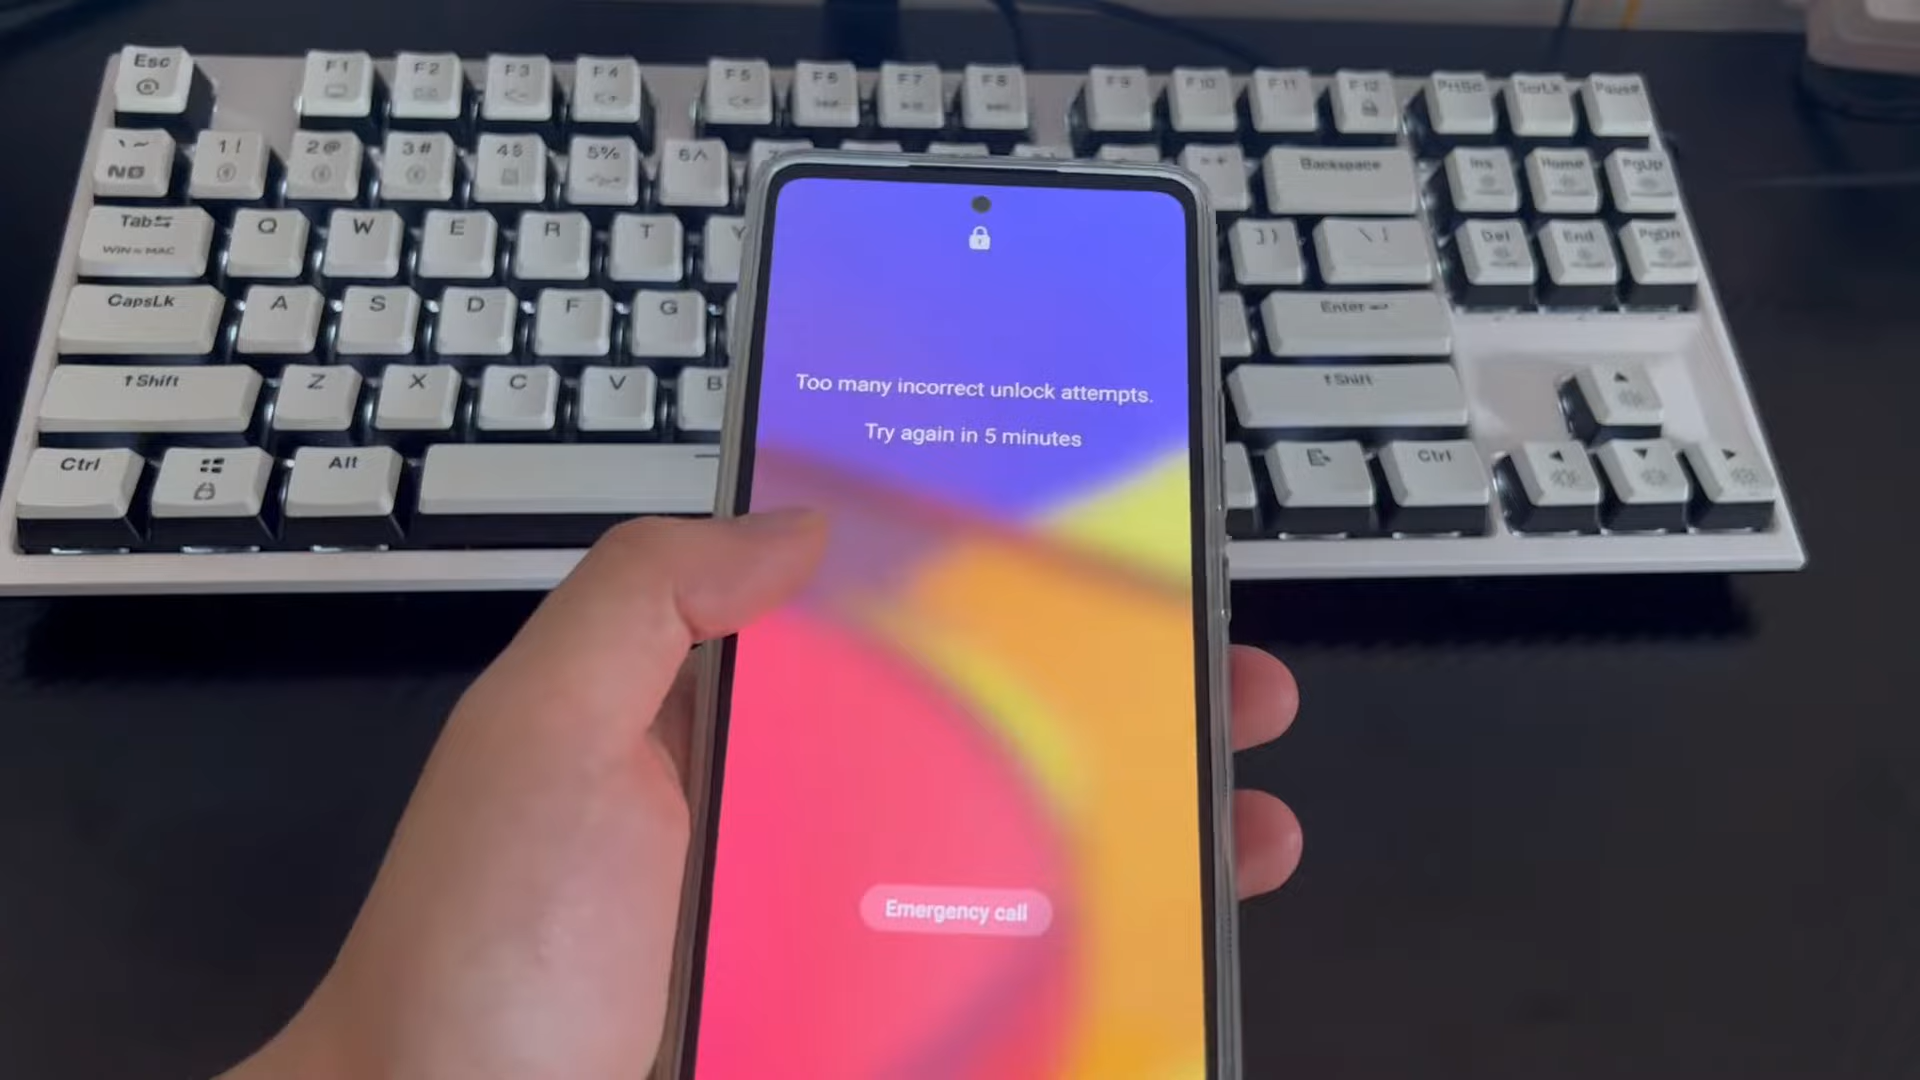 Esc F1 F2 F3 F4 F5 F6 F7 F8 F9 F10 F11 F12 PrtSc ScrLk Pause
` ~ 1 ! 2 @ 3 # 4 $ 5 % 6 ^ Backspace Ins Home PgUp
Tab Q W E R T Y ] } \ | Del End PgDn
WIN MAC
CapsLk A S D F G Enter
Shift Z X C V B Shift
Ctrl Alt Ctrl
Too many incorrect unlock attempts.
Try again in 5 minutes
Emergency call